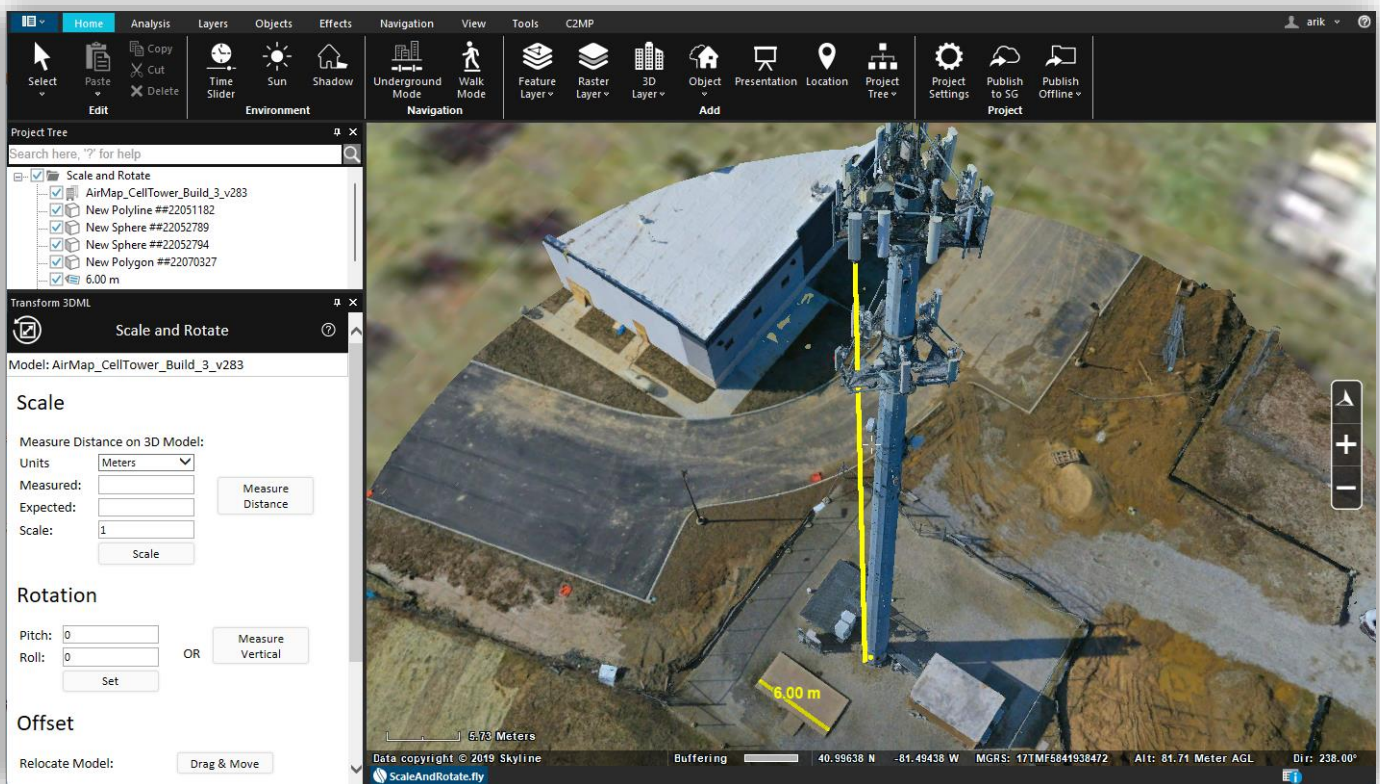 Home Analysis Layers Objects Effects Navigation View Tools C2MP arik
Select Paste Copy Cut Delete Time Slider Sun Shadow Underground Mode Walk Mode Feature Layer Raster Layer 3D Layer Object Presentation Location Project Tree Project Settings Publish to SG Publish Offline
Edit Environment Navigation Add Project
Project Tree
Search here, '?' for help
Scale and Rotate
AirMap_CellTower_Build_3_v283
New Polyline ##22051182
New Sphere ##22052789
New Sphere ##22052794
New Polygon ##22070327
6.00 m
Transform 3DML
Scale and Rotate
Model: AirMap_CellTower_Build_3_v283
Scale
Measure Distance on 3D Model:
Units Meters
Measured:
Measure Distance
Expected:
Scale: 1
Scale
Rotation
Pitch: 0
Roll: 0
OR
Measure Vertical
Set
Offset
Relocate Model: Drag & Move
6.00 m
5.73 Meters
Data copyright © 2019 Skyline Buffering 40.99638 N -81.49438 W MGRS: 17TMF5841938472 Alt: 81.71 Meter AGL Dir: 238.00°
ScaleAndRotate.fly